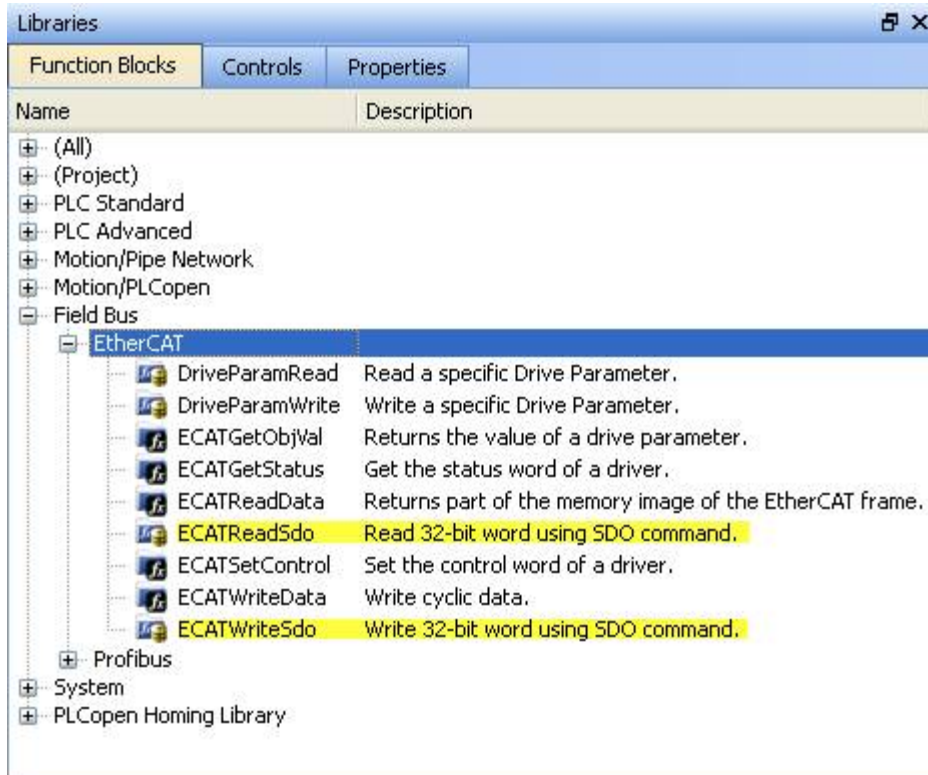 Libraries
Function Blocks Controls Properties
Name Description
(All)
(Project)
PLC Standard
PLC Advanced
Motion/Pipe Network
Motion/PLCopen
Field Bus
EtherCAT
DriveParamRead Read a specific Drive Parameter.
DriveParamWrite Write a specific Drive Parameter.
ECATGetObjVal Returns the value of a drive parameter.
ECATGetStatus Get the status word of a driver.
ECATReadData Returns part of the memory image of the EtherCAT frame.
ECATReadSdo Read 32-bit word using SDO command.
ECATSetControl Set the control word of a driver.
ECATWriteData Write cyclic data.
ECATWriteSdo Write 32-bit word using SDO command.
Profibus
System
PLCopen Homing Library